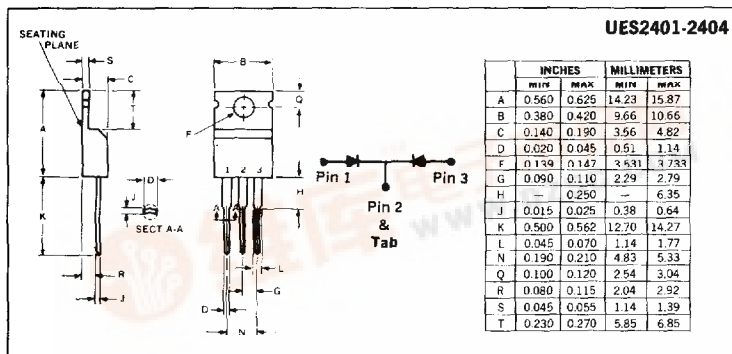 UES2401-2404
SEATING
PLANE
S
C
B
Q
T
A
F
1 2 3
Pin 1
Pin 3
Pin 2
&
Tab
H
A
A
K
J
D
SECT A-A
L
R
G
J
D
N
INCHES MILLIMETERS
MIN MAX MIN MAX
A 0.560 0.625 14.23 15.87
B 0.380 0.420 9.66 10.66
C 0.140 0.190 3.56 4.82
D 0.020 0.045 0.51 1.14
F 0.139 0.147 3.531 3.733
G 0.090 0.110 2.29 2.79
H 0.250 — 6.35
J 0.015 0.025 0.38 0.64
K 0.500 0.562 12.70 14.27
L 0.045 0.070 1.14 1.77
N 0.190 0.210 4.83 5.33
Q 0.100 0.120 2.54 3.04
R 0.080 0.115 2.04 2.92
S 0.045 0.055 1.14 1.39
T 0.230 0.270 5.85 6.85